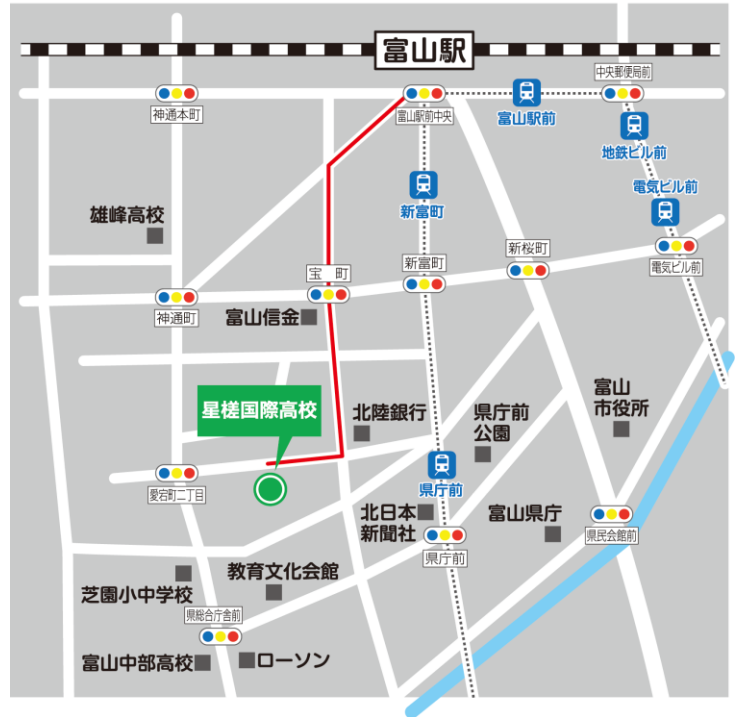 富山駅
中央郵便局前
神通本町
富山駅前中央
富山駅前
地鉄ビル前
電気ビル前
新富町
雄峰高校
新桜町
宝 町
新富町
電気ビル前
神通町
富山信金
星槎国際高校
北陸銀行
県庁前
公園
富山
市役所
愛宕町二丁目
県庁前
北日本
新聞社
富山県庁
県民会館前
県庁前
教育文化会館
芝園小中学校
県総合庁舎前
富山中部高校
ローソン